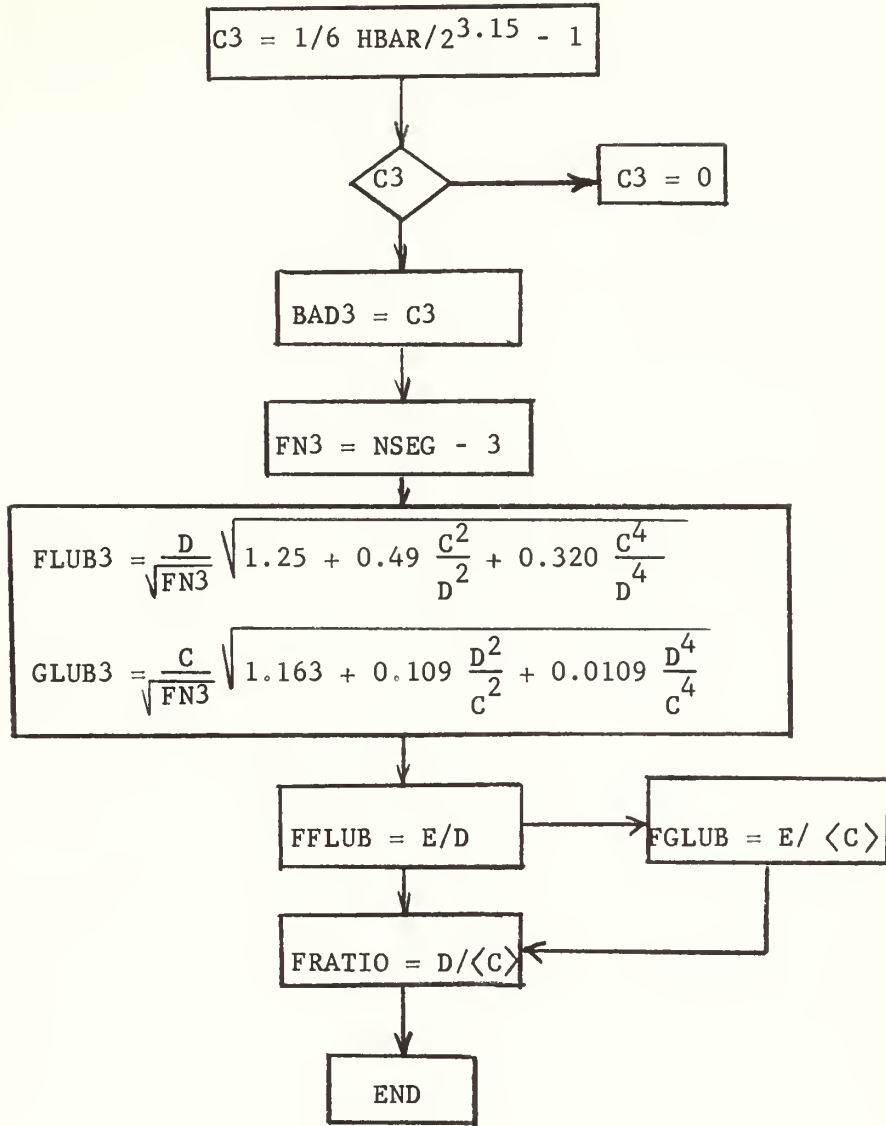 C3 = 1/6 HBAR/2^3.15 - 1
C3
C3 = 0
BAD3 = C3
FN3 = NSEG - 3
FLUB3 = D/√FN3 √(1.25 + 0.49 C^2/D^2 + 0.320 C^4/D^4)
GLUB3 = C/√FN3 √(1.163 + 0.109 D^2/C^2 + 0.0109 D^4/C^4)
FFLUB = E/D
FGLUB = E/ ⟨C⟩
FRATIO = D/⟨C⟩
END